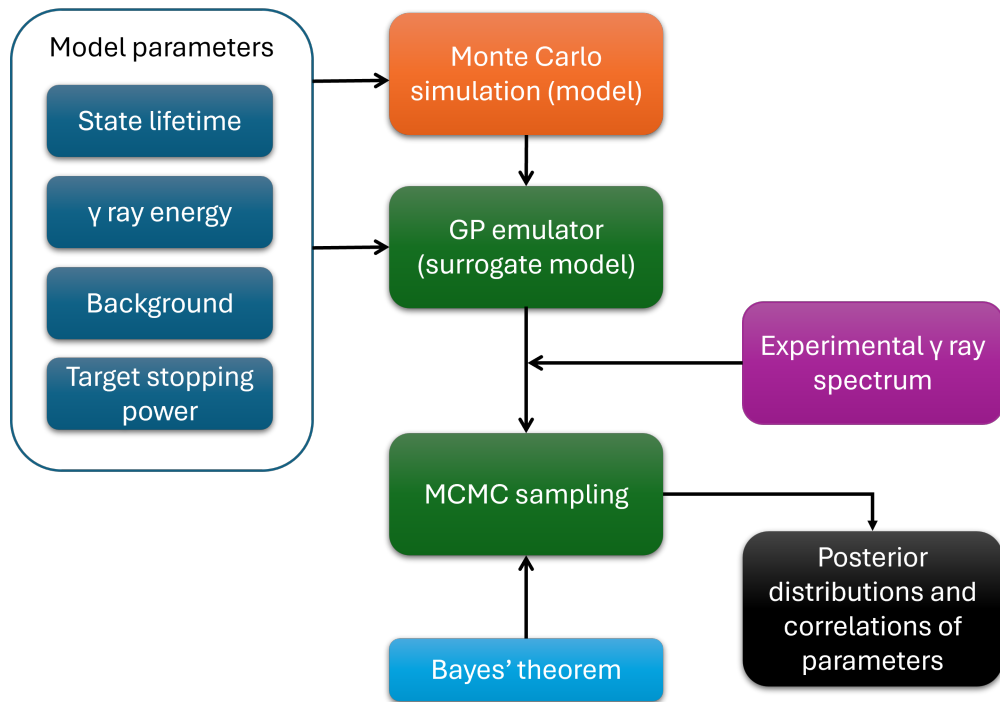 Model parameters
State lifetime
γ ray energy
Background
Target stopping
power
Monte Carlo
simulation (model)
GP emulator
(surrogate model)
Experimental γ ray
spectrum
MCMC sampling
Posterior
distributions and
correlations of
parameters
Bayes’ theorem